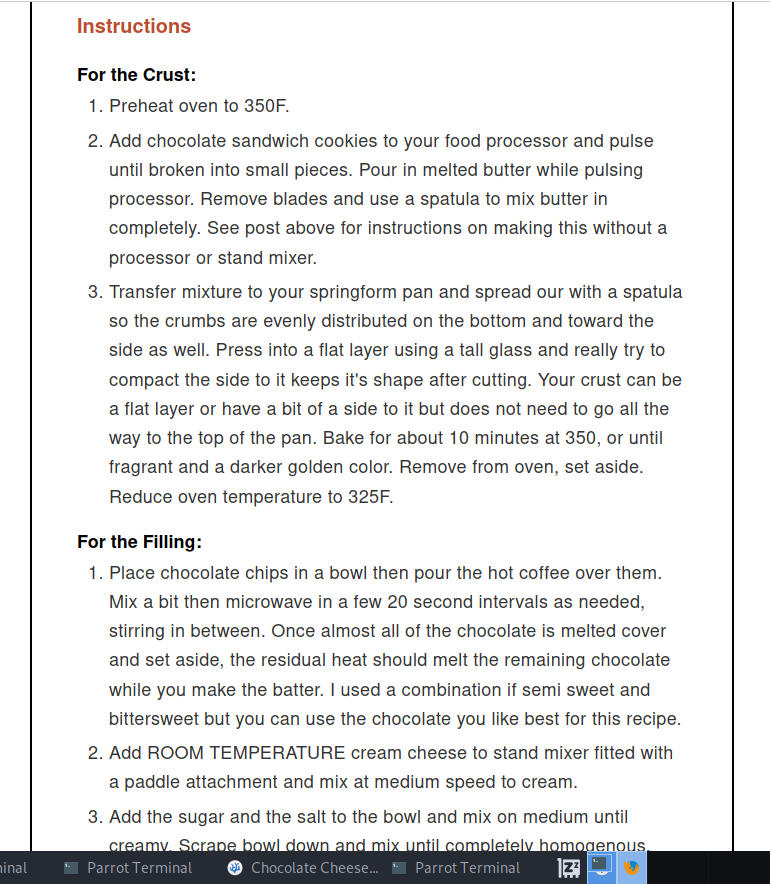 Instructions
For the Crust:
1. Preheat oven to 350F.
2. Add chocolate sandwich cookies to your food processor and pulse
until broken into small pieces. Pour in melted butter while pulsing
processor. Remove blades and use a spatula to mix butter in
completely. See post above for instructions on making this without a
processor or stand mixer.
3. Transfer mixture to your springform pan and spread our with a spatula
so the crumbs are evenly distributed on the bottom and toward the
side as well. Press into a flat layer using a tall glass and really try to
compact the side to it keeps it's shape after cutting. Your crust can be
a flat layer or have a bit of a side to it but does not need to go all the
way to the top of the pan. Bake for about 10 minutes at 350, or until
fragrant and a darker golden color. Remove from oven, set aside.
Reduce oven temperature to 325F.
For the Filling:
1. Place chocolate chips in a bowl then pour the hot coffee over them.
Mix a bit then microwave in a few 20 second intervals as needed,
stirring in between. Once almost all of the chocolate is melted cover
and set aside, the residual heat should melt the remaining chocolate
while you make the batter. I used a combination if semi sweet and
bittersweet but you can use the chocolate you like best for this recipe.
2. Add ROOM TEMPERATURE cream cheese to stand mixer fitted with
a paddle attachment and mix at medium speed to cream.
3. Add the sugar and the salt to the bowl and mix on medium until
creamy. Scrape bowl down and mix until completely homogenous.
inal Parrot Terminal Chocolate Cheese... Parrot Terminal